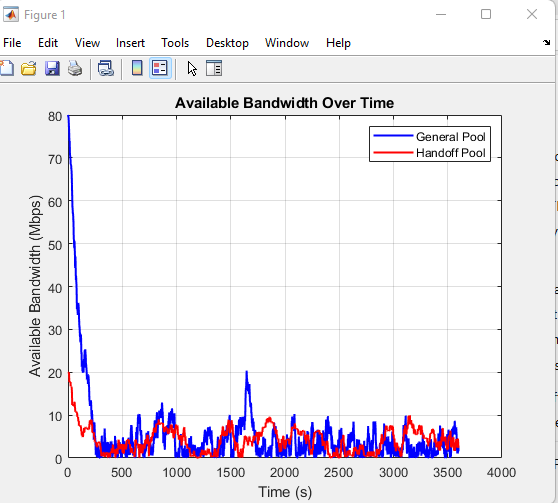 Figure 1
File Edit View Insert Tools Desktop Window Help
Available Bandwidth Over Time
General Pool
Handoff Pool
Available Bandwidth (Mbps)
80
70
60
50
40
30
20
10
0
0 500 1000 1500 2000 2500 3000 3500 4000
Time (s)